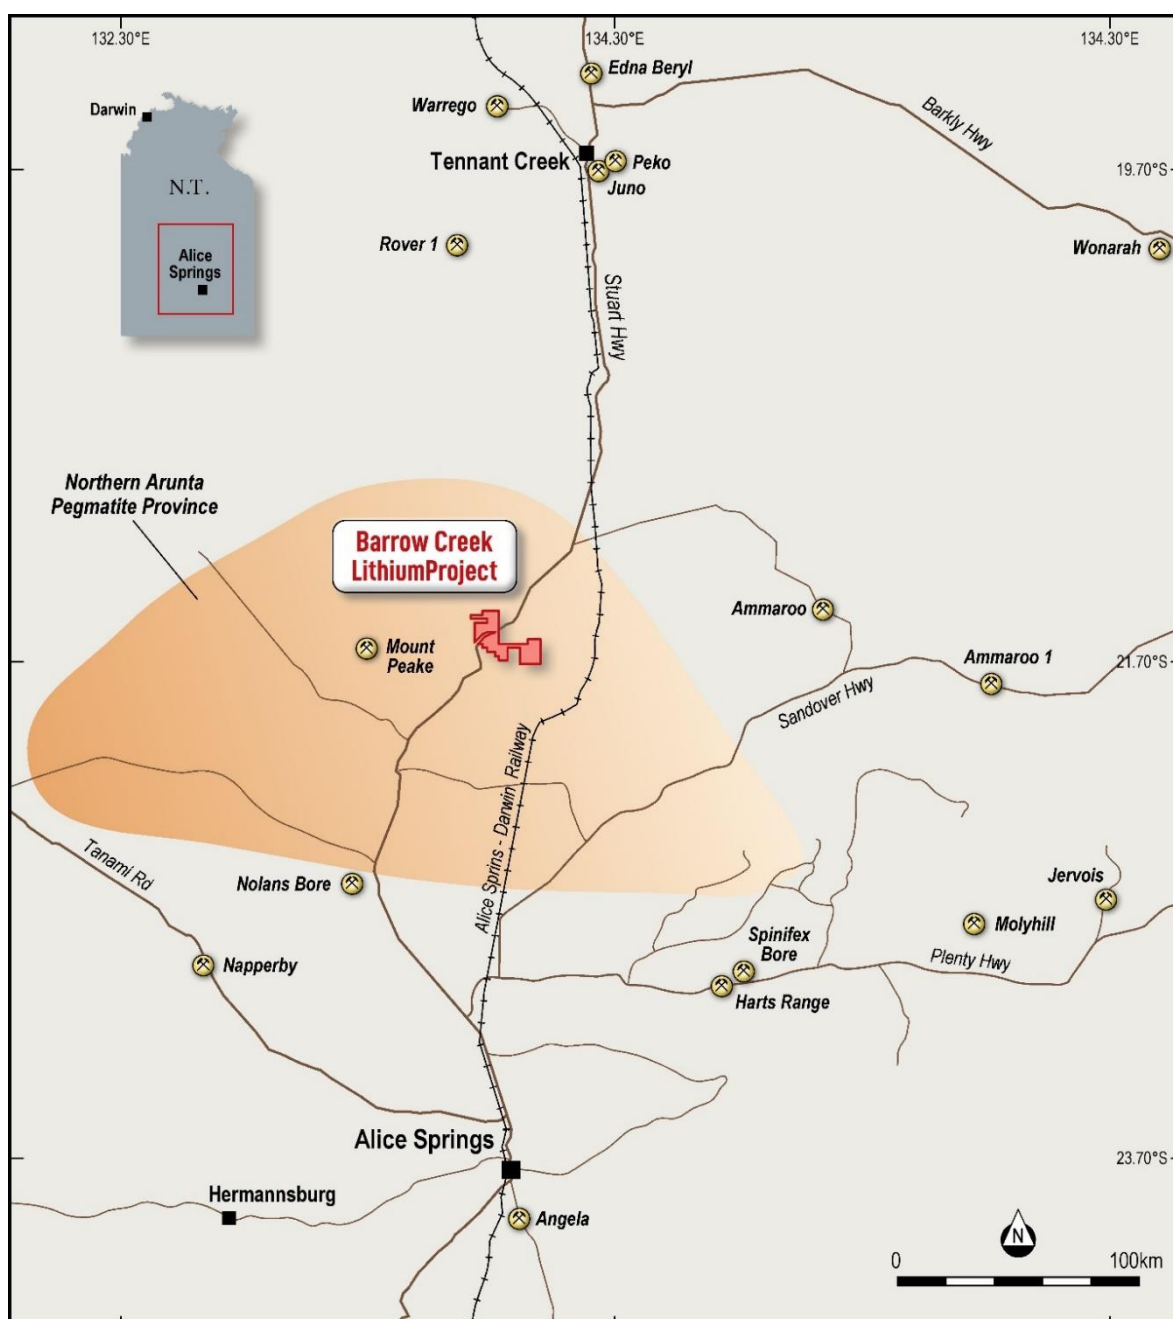 132.30°E
134.30°E
134.30°E
Edna Beryl
Warrego
Barkly Hwy
Darwin
Tennant Creek
Peko
Juno
19.70°S
N.T.
Rover 1
Wonarah
Alice
Springs
Stuart Hwy
Northern Arunta
Pegmatite Province
Barrow Creek
LithiumProject
Ammaroo
Mount
Peake
Ammaroo 1
21.70°S
Sandover Hwy
Alice Sprins - Darwin Railway
Tanami Rd
Nolans Bore
Jervois
Molyhill
Spinifex
Bore
Napperby
Plenty Hwy
Harts Range
Alice Springs
23.70°S
Hermannsburg
Angela
N
0
100km